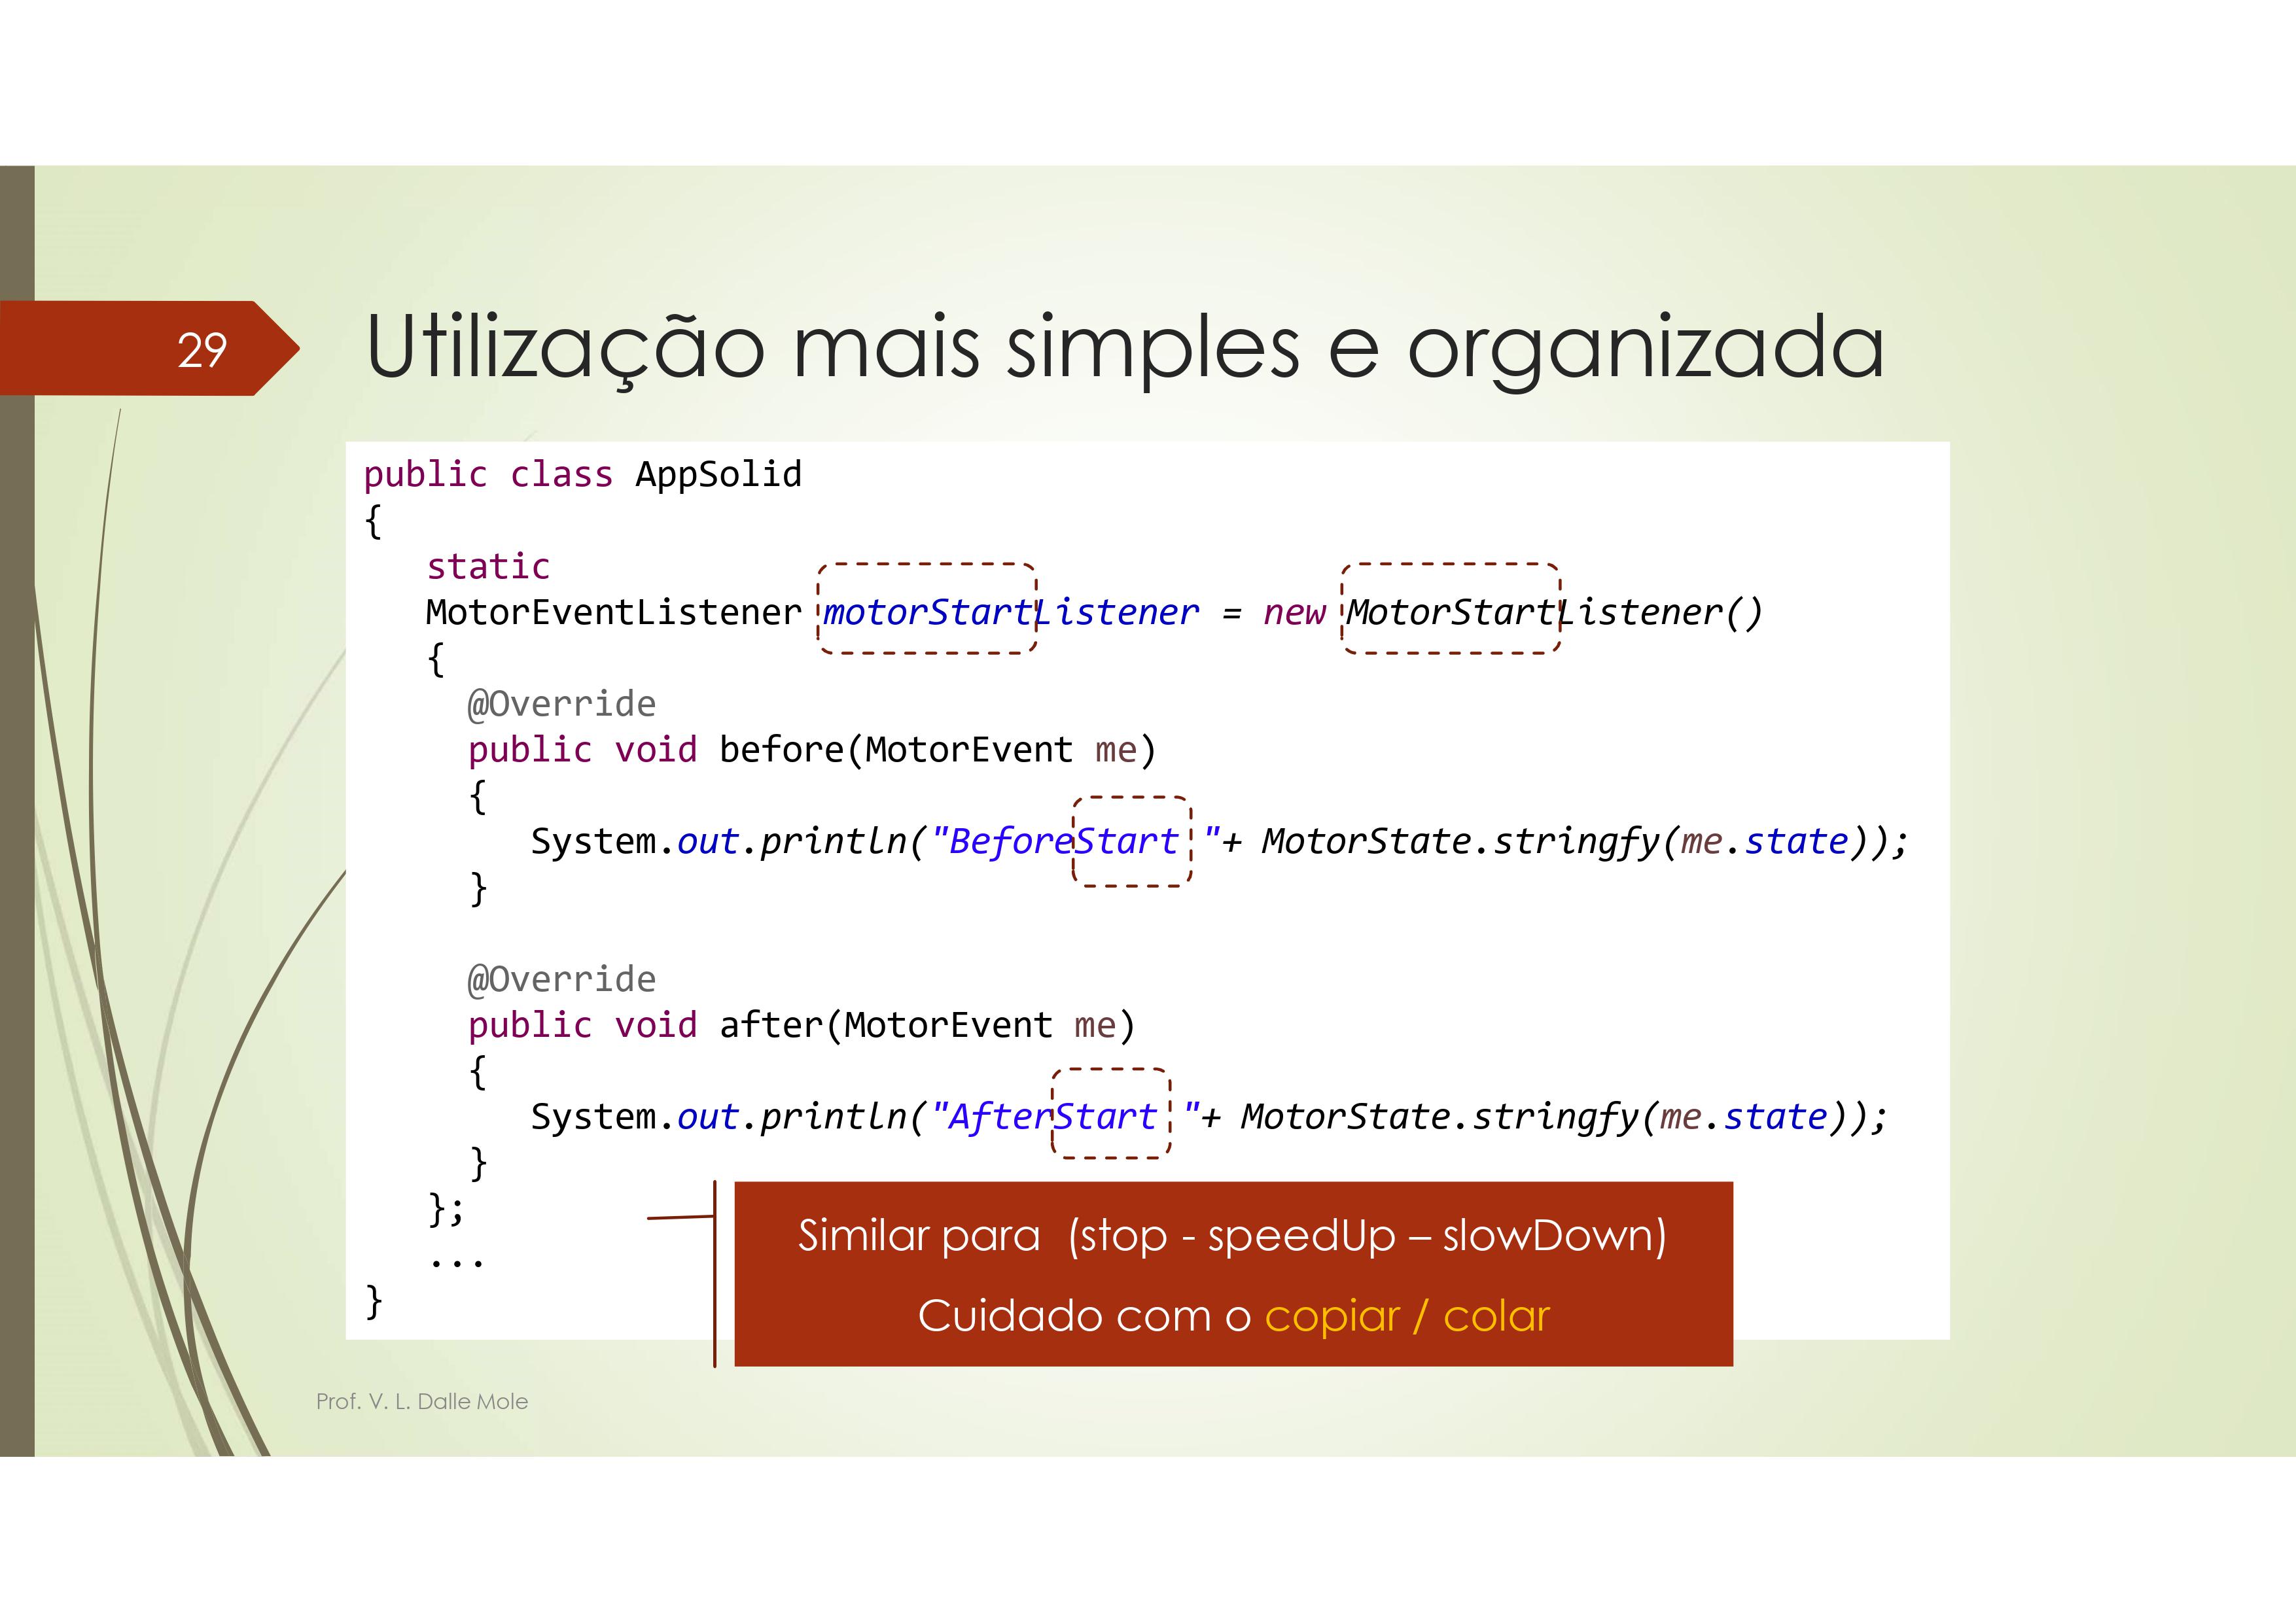 29
Utilização mais simples e organizada
public class AppSolid
{
static
MotorEventListener motorStartListener = new MotorStartListener()
{
@Override
public void before(MotorEvent me)
{
System.out.println("BeforeStart "+ MotorState.stringfy(me.state));
}
@Override
public void after(MotorEvent me)
{
System.out.println("AfterStart "+ MotorState.stringfy(me.state));
}
};
...
}
Similar para (stop - speedUp – slowDown)
Cuidado com o copiar / colar
Prof. V. L. Dalle Mole